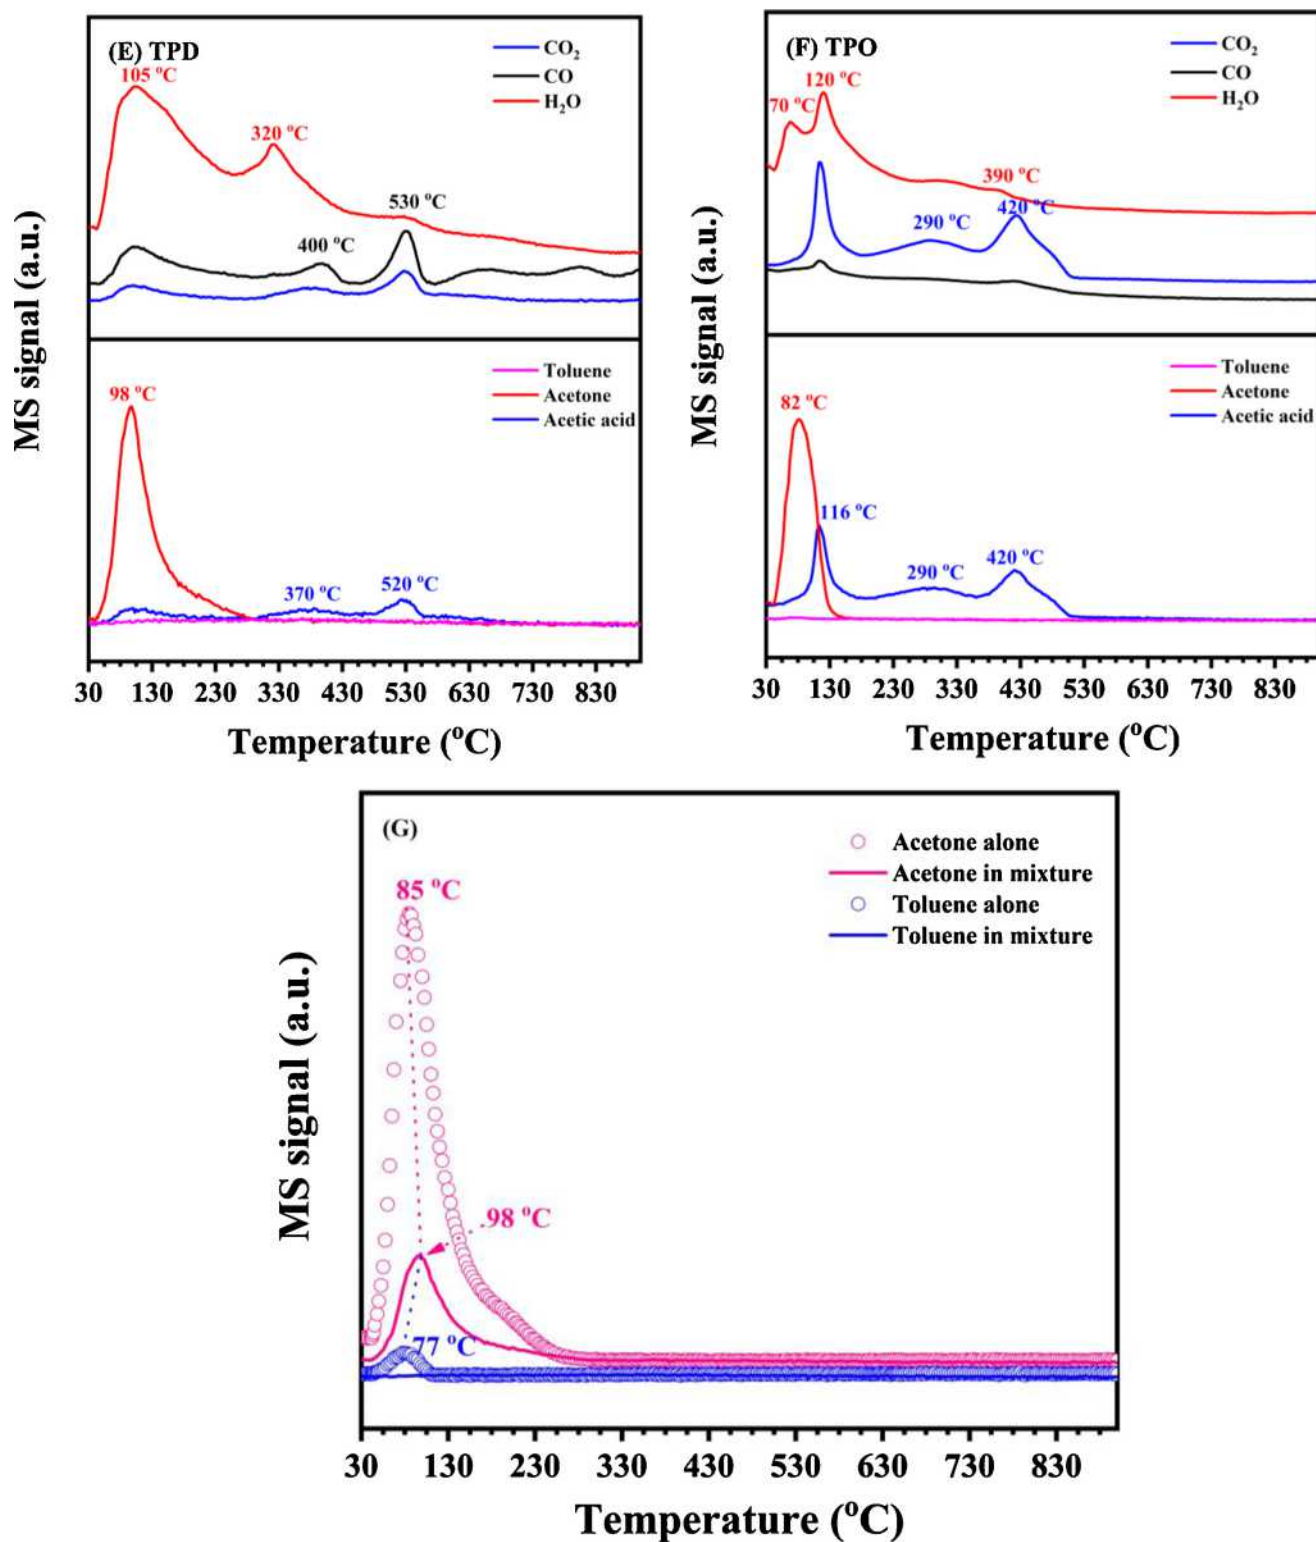 (E) TPD
CO₂
CO
H₂O
105 °C
320 °C
530 °C
400 °C
MS signal (a.u.)
Toluene
Acetone
Acetic acid
98 °C
370 °C
520 °C
30 130 230 330 430 530 630 730 830
Temperature (°C)
(F) TPO
CO₂
CO
H₂O
120 °C
70 °C
390 °C
290 °C
420 °C
MS signal (a.u.)
Toluene
Acetone
Acetic acid
82 °C
116 °C
290 °C
420 °C
30 130 230 330 430 530 630 730 830
Temperature (°C)
(G)
Acetone alone
Acetone in mixture
Toluene alone
Toluene in mixture
85 °C
98 °C
77 °C
MS signal (a.u.)
30 130 230 330 430 530 630 730 830
Temperature (°C)